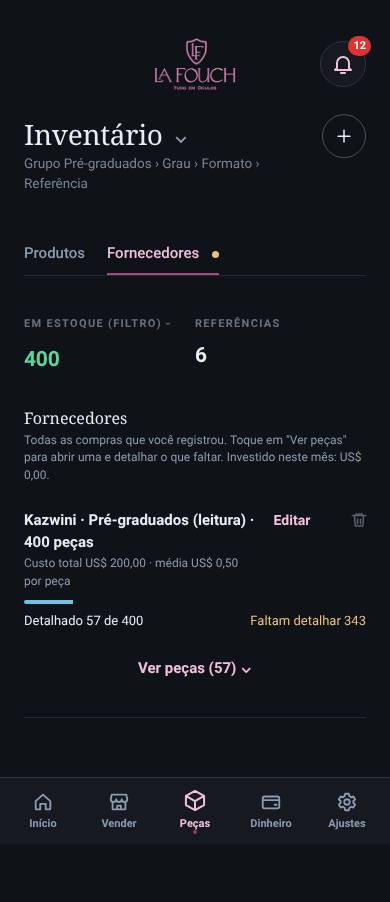 LF
LA FOUCH
TUDO EM ÓCULOS
12
Inventário
Grupo Pré-graduados › Grau › Formato ›
Referência
Produtos
Fornecedores
EM ESTOQUE (FILTRO)
REFERÊNCIAS
400
6
Fornecedores
Todas as compras que você registrou. Toque em "Ver peças"
para abrir uma e detalhar o que faltar. Investido neste mês: US$
0,00.
Kazwini · Pré-graduados (leitura) ·
400 peças
Editar
Custo total US$ 200,00 · média US$ 0,50
por peça
Detalhado 57 de 400
Faltam detalhar 343
Ver peças (57)
Início
Vender
Peças
Dinheiro
Ajustes